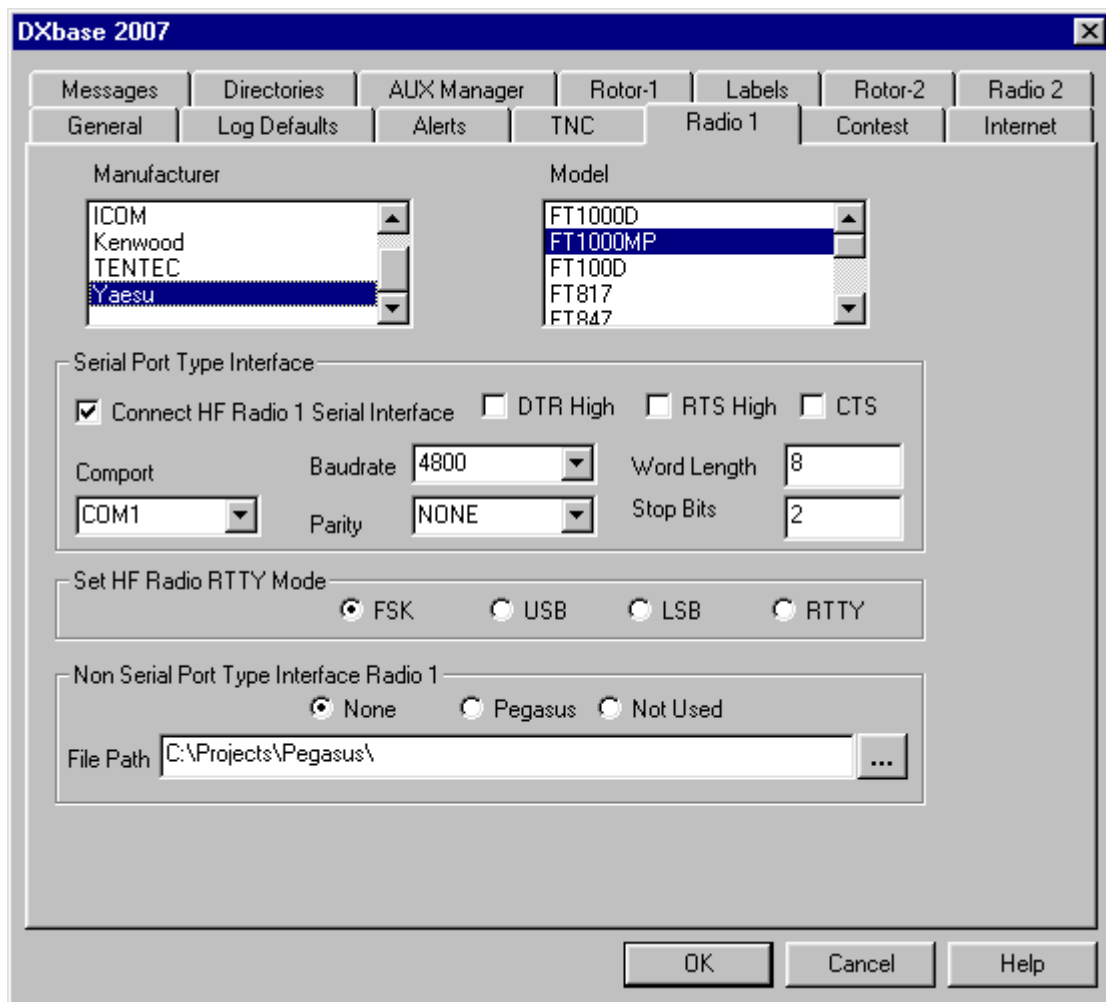 DXbase 2007
Messages Directories AUX Manager Rotor-1 Labels Rotor-2 Radio 2
General Log Defaults Alerts TNC Radio 1 Contest Internet
Manufacturer
ICOM
Kenwood
TENTEC
Yaesu
Model
FT1000D
FT1000MP
FT100D
FT817
FT847
Serial Port Type Interface
Connect HF Radio 1 Serial Interface DTR High RTS High CTS
Comport
COM1
Baudrate 4800
Parity NONE
Word Length 8
Stop Bits 2
Set HF Radio RTTY Mode
FSK USB LSB RTTY
Non Serial Port Type Interface Radio 1
None Pegasus Not Used
File Path C:\Projects\Pegasus\ ...
OK Cancel Help